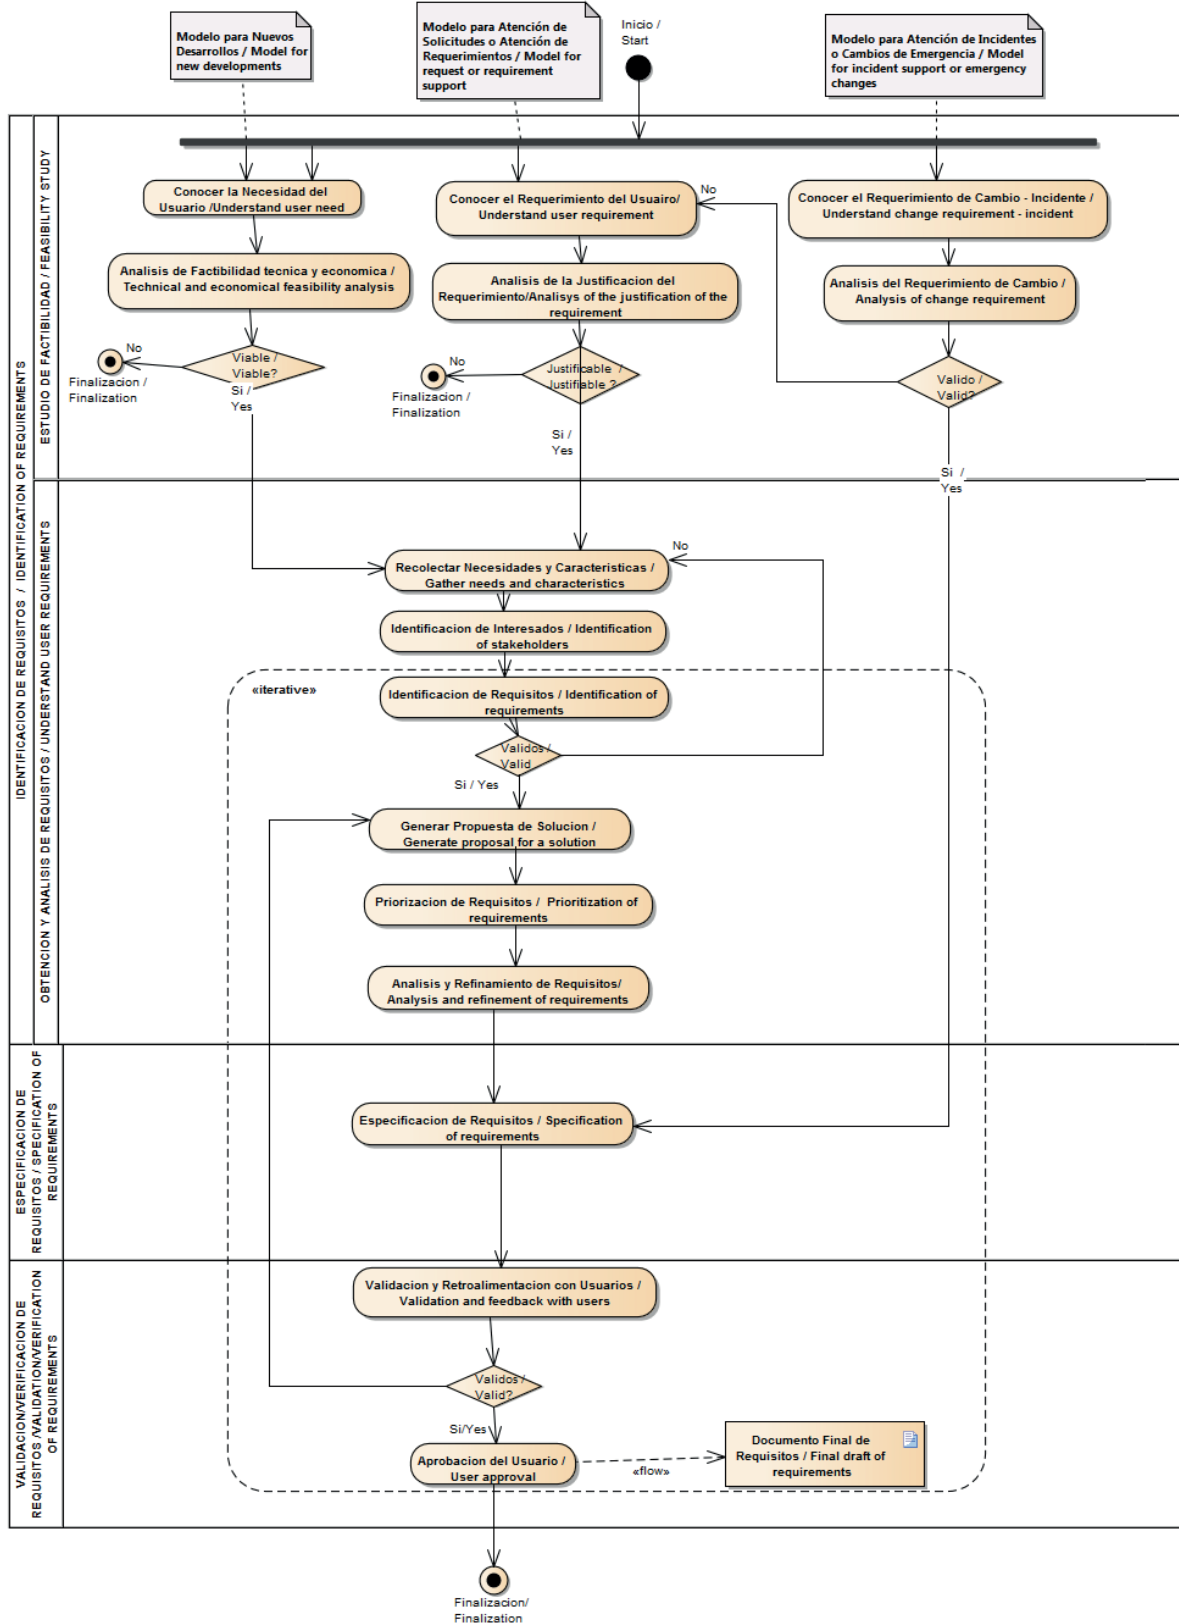 Modelo para Nuevos
Desarrollos / Model for
new developments
Modelo para Atención de
Solicitudes o Atención de
Requerimientos / Model for
request or requirement
support
Inicio /
Start
Modelo para Atención de Incidentes
o Cambios de Emergencia / Model
for incident support or emergency
changes
IDENTIFICACION DE REQUISITOS / IDENTIFICATION OF REQUIREMENTS
ESTUDIO DE FACTIBILIDAD / FEASIBILITY STUDY
Conocer la Necesidad del
Usuario /Understand user need
Conocer el Requerimiento del Usuairo/
Understand user requirement
No
Conocer el Requerimiento de Cambio - Incidente /
Understand change requirement - incident
Analisis de Factibilidad tecnica y economica /
Technical and economical feasibility analysis
Analisis de la Justificacion del
Requerimiento/Analisys of the justification of the
requirement
Analisis del Requerimiento de Cambio /
Analysis of change requirement
No
Viable /
Viable?
Finalizacion /
Finalization
Si /
Yes
No
Justificable /
Justifiable ?
Finalizacion /
Finalization
Si /
Yes
Valido /
Valid?
Si /
Yes
OBTENCION Y ANALISIS DE REQUISITOS / UNDERSTAND USER REQUIREMENTS
No
Recolectar Necesidades y Caracteristicas /
Gather needs and characteristics
Identificacion de Interesados / Identification
of stakeholders
«iterative»
Identificacion de Requisitos / Identification of
requirements
Validos /
Valid
Si / Yes
Generar Propuesta de Solucion /
Generate proposal for a solution
Priorizacion de Requisitos / Prioritization of
requirements
Analisis y Refinamiento de Requisitos/
Analysis and refinement of requirements
ESPECIFICACION DE
REQUISITOS / SPECIFICATION OF
REQUIREMENTS
Especificacion de Requisitos / Specification
of requirements
VALIDACION/VERIFICACION DE
REQUISITOS /VALIDATION/VERIFICATION
OF REQUIREMENTS
Validacion y Retroalimentacion con Usuarios /
Validation and feedback with users
Validos /
Valid?
Si/Yes
Aprobacion del Usuario /
User approval
«flow»
Documento Final de
Requisitos / Final draft of
requirements
Finalizacion/
Finalization